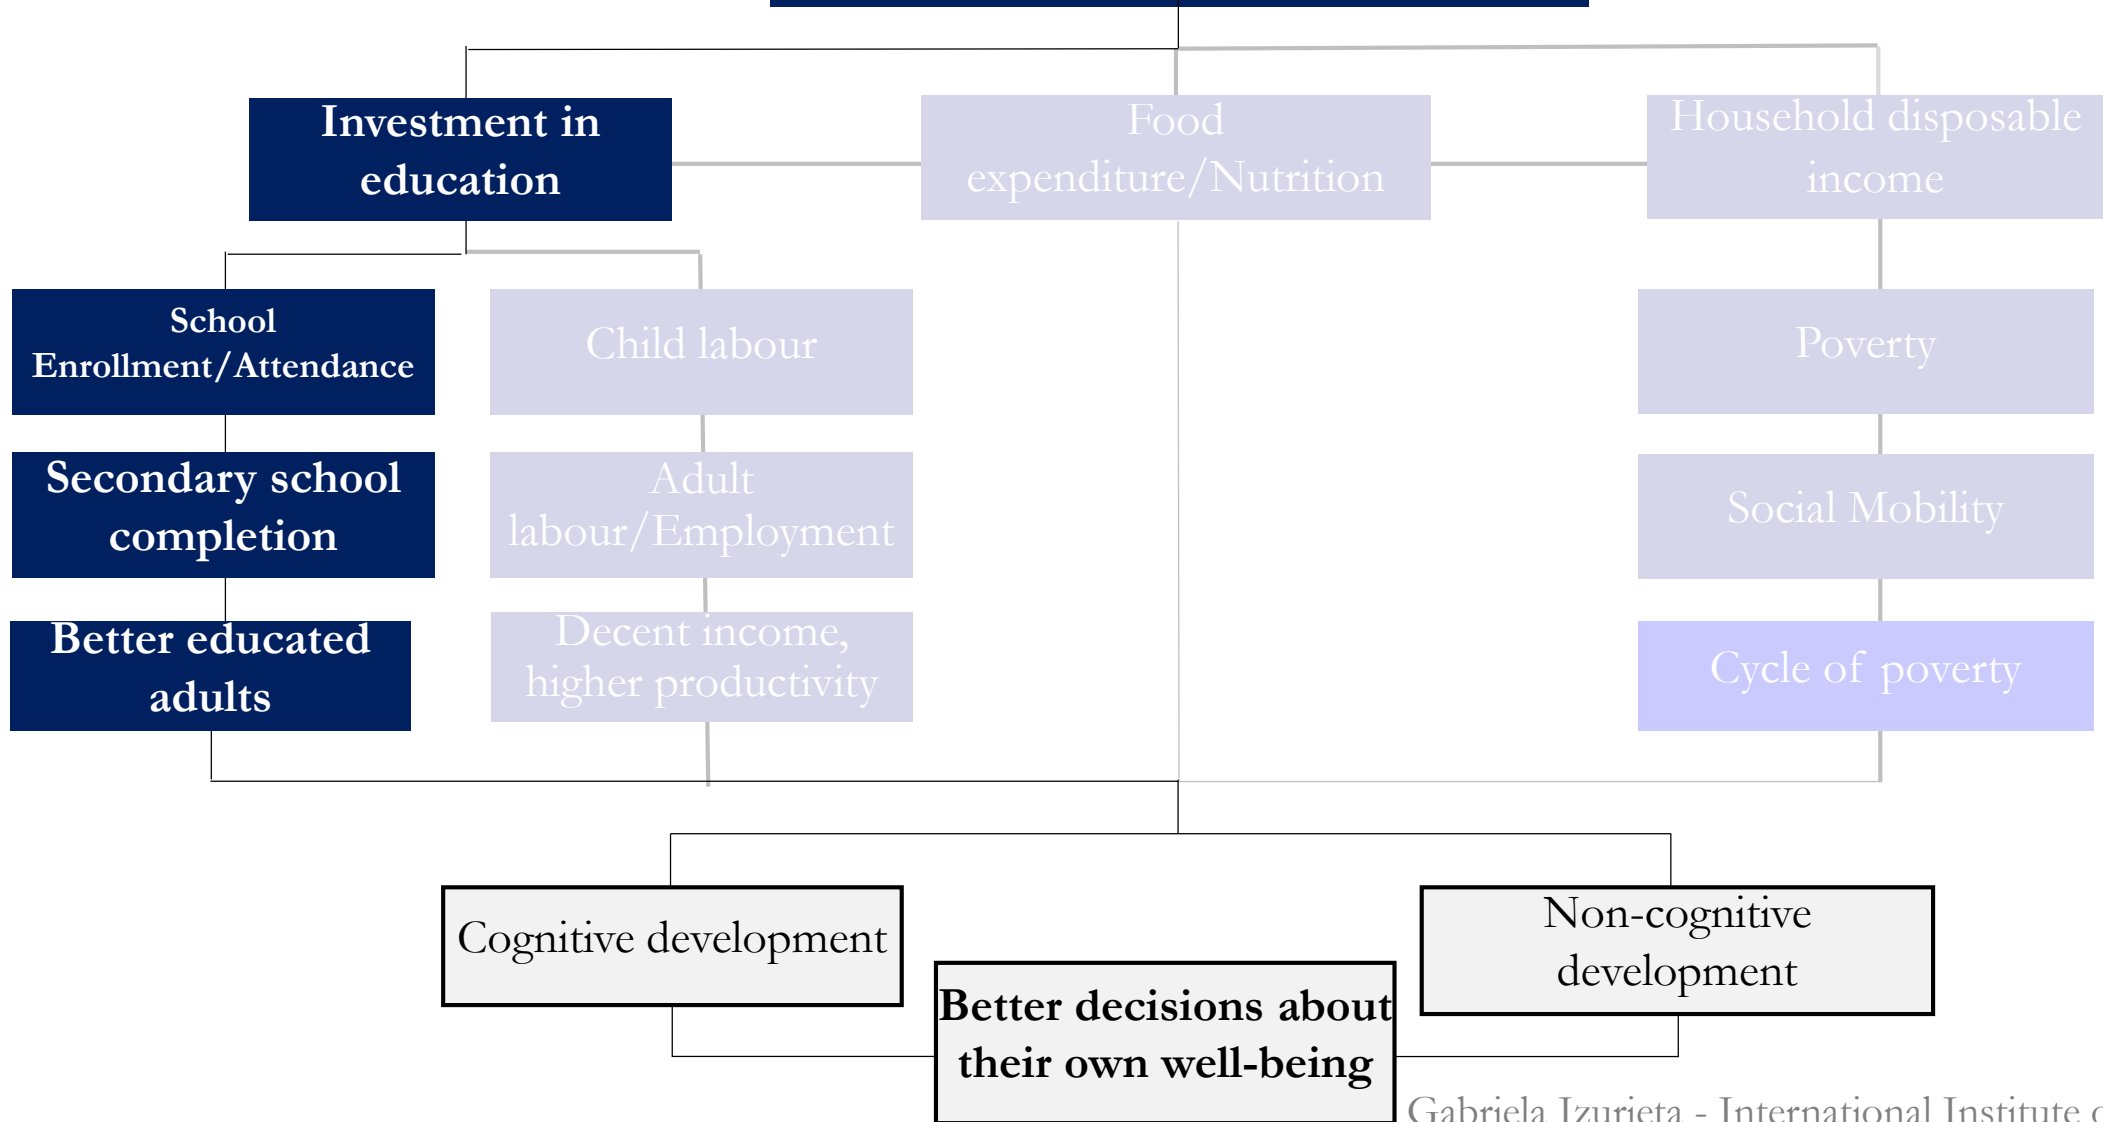 Investment in
education
Food
expenditure/Nutrition
Household disposable
income
School
Enrollment/Attendance
Child labour
Poverty
Secondary school
completion
Adult
labour/Employment
Social Mobility
Better educated
adults
Decent income,
higher productivity
Cycle of poverty
Cognitive development
Non-cognitive
development
Better decisions about
their own well-being
Gabriela Izurieta - International Institute